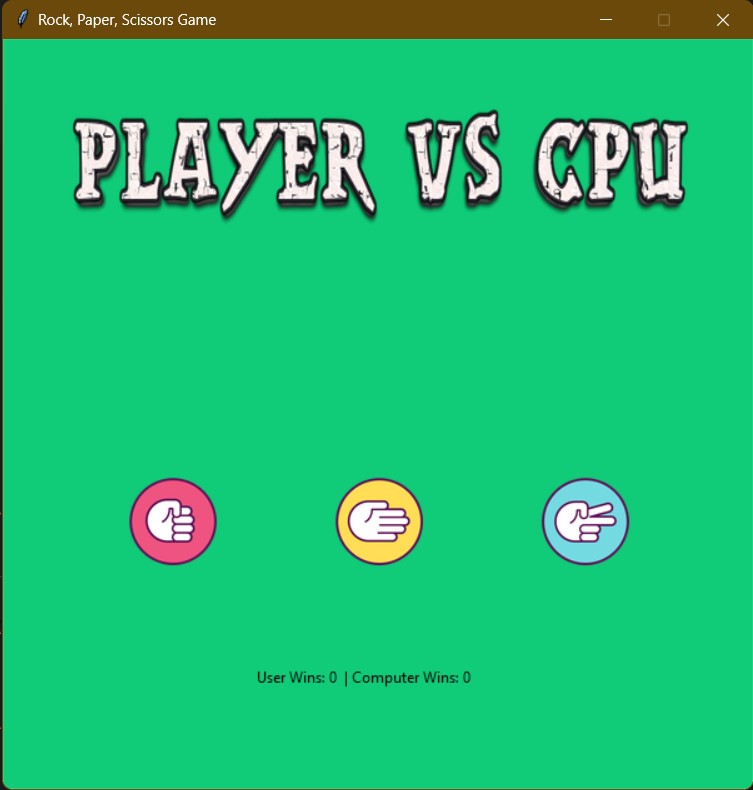 Rock, Paper, Scissors Game
PLAYER VS CPU
User Wins: 0 | Computer Wins: 0